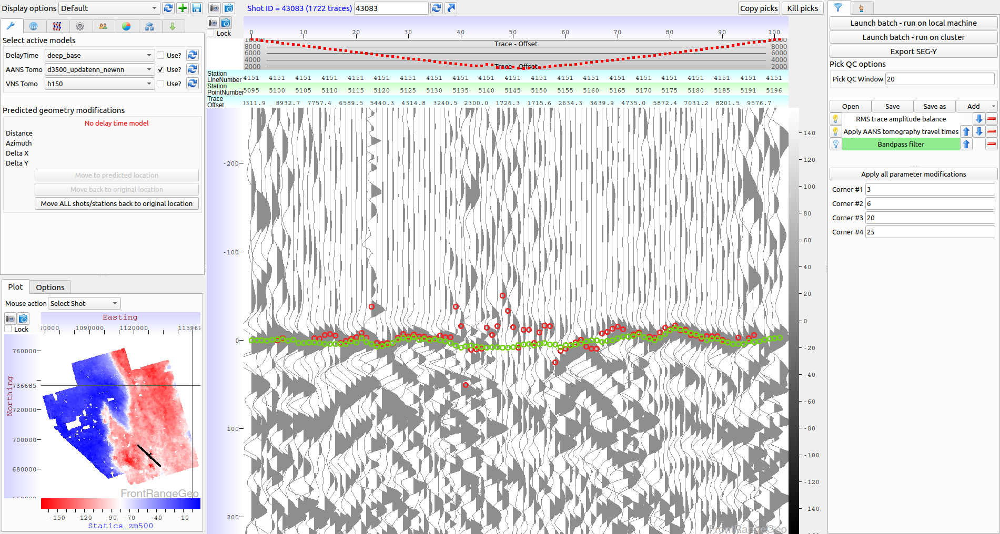 Display options Default
Shot ID = 43083 (1722 traces) 43083
Copy picks Kill picks
Lock
Select active models
DelayTime deep_base Use?
AANS Tomo d3500_updatenn_newnn Use?
VNS Tomo h150 Use?
Predicted geometry modifications
No delay time model
Distance
Azimuth
Delta X
Delta Y
Move to predicted location
Move back to original location
Move ALL shots/stations back to original location
Plot Options
Mouse action Select Shot
Lock
Easting
1090000 1120000
Northing
760000
736685
720000
700000
680000
FrontRangeGeo
-150 -120 -90 -70 -40 -10
Statics_zm500
0 10 20 30 40 50 60 70 80 90 100
Trace - Offset
8000 8000
6000 6000
4000 4000
2000 Trace - Offset 2000
Station
LineNumber 4151 4151 4151 4151 4151 4151 4151 4151 4151 4151 4151 4151 4151 4151 4151 4151 4151 4151 4151 4151 4151
Station
PointNumber 5095 5100 5105 5110 5115 5120 5125 5130 5135 5140 5145 5150 5155 5160 5165 5170 5175 5180 5185 5191 5196
Trace
Offset 0311.9 8932.7 7757.4 6589.5 5440.3 4314.8 3240.5 2300.0 1726.3 1715.6 2634.3 3639.9 4735.0 5872.4 7031.2 8201.5 9576.7
-200
-100
0
100
200
FrontRangeGeo
140
120
100
80
60
40
20
0
-20
-40
-60
-80
-100
-120
-140
Launch batch - run on local machine
Launch batch - run on cluster
Export SEG-Y
Pick QC options
Pick QC Window 20
Open Save Save as Add
RMS trace amplitude balance
Apply AANS tomography travel times
Bandpass filter
Apply all parameter modifications
Corner #1 3
Corner #2 6
Corner #3 20
Corner #4 25